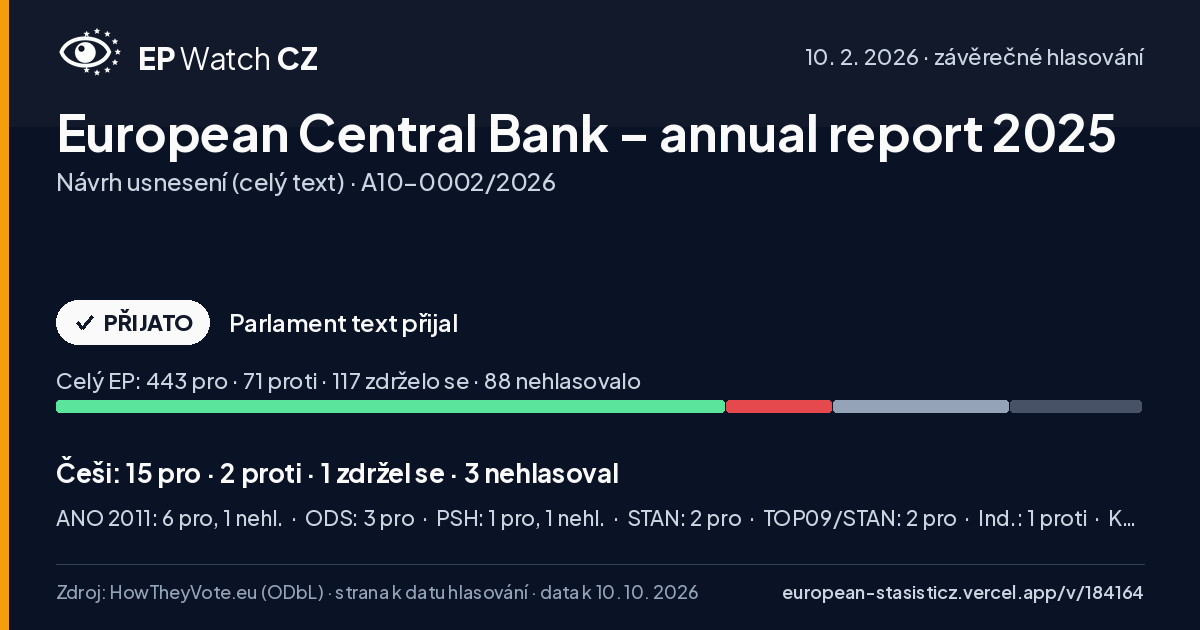 EP Watch CZ
10. 2. 2026 · závěrečné hlasování
European Central Bank – annual report 2025
Návrh usnesení (celý text) · A10-0002/2026
✓ PŘIJATO
Parlament text přijal
Celý EP: 443 pro · 71 proti · 117 zdrželo se · 88 nehlasovalo
Češi: 15 pro · 2 proti · 1 zdržel se · 3 nehlasoval
ANO 2011: 6 pro, 1 nehl. · ODS: 3 pro · PSH: 1 pro, 1 nehl. · STAN: 2 pro · TOP09/STAN: 2 pro · Ind.: 1 proti · K…
Zdroj: HowTheyVote.eu (ODbL) · strana k datu hlasování · data k 10. 10. 2026
european-stasisticz.vercel.app/v/184164